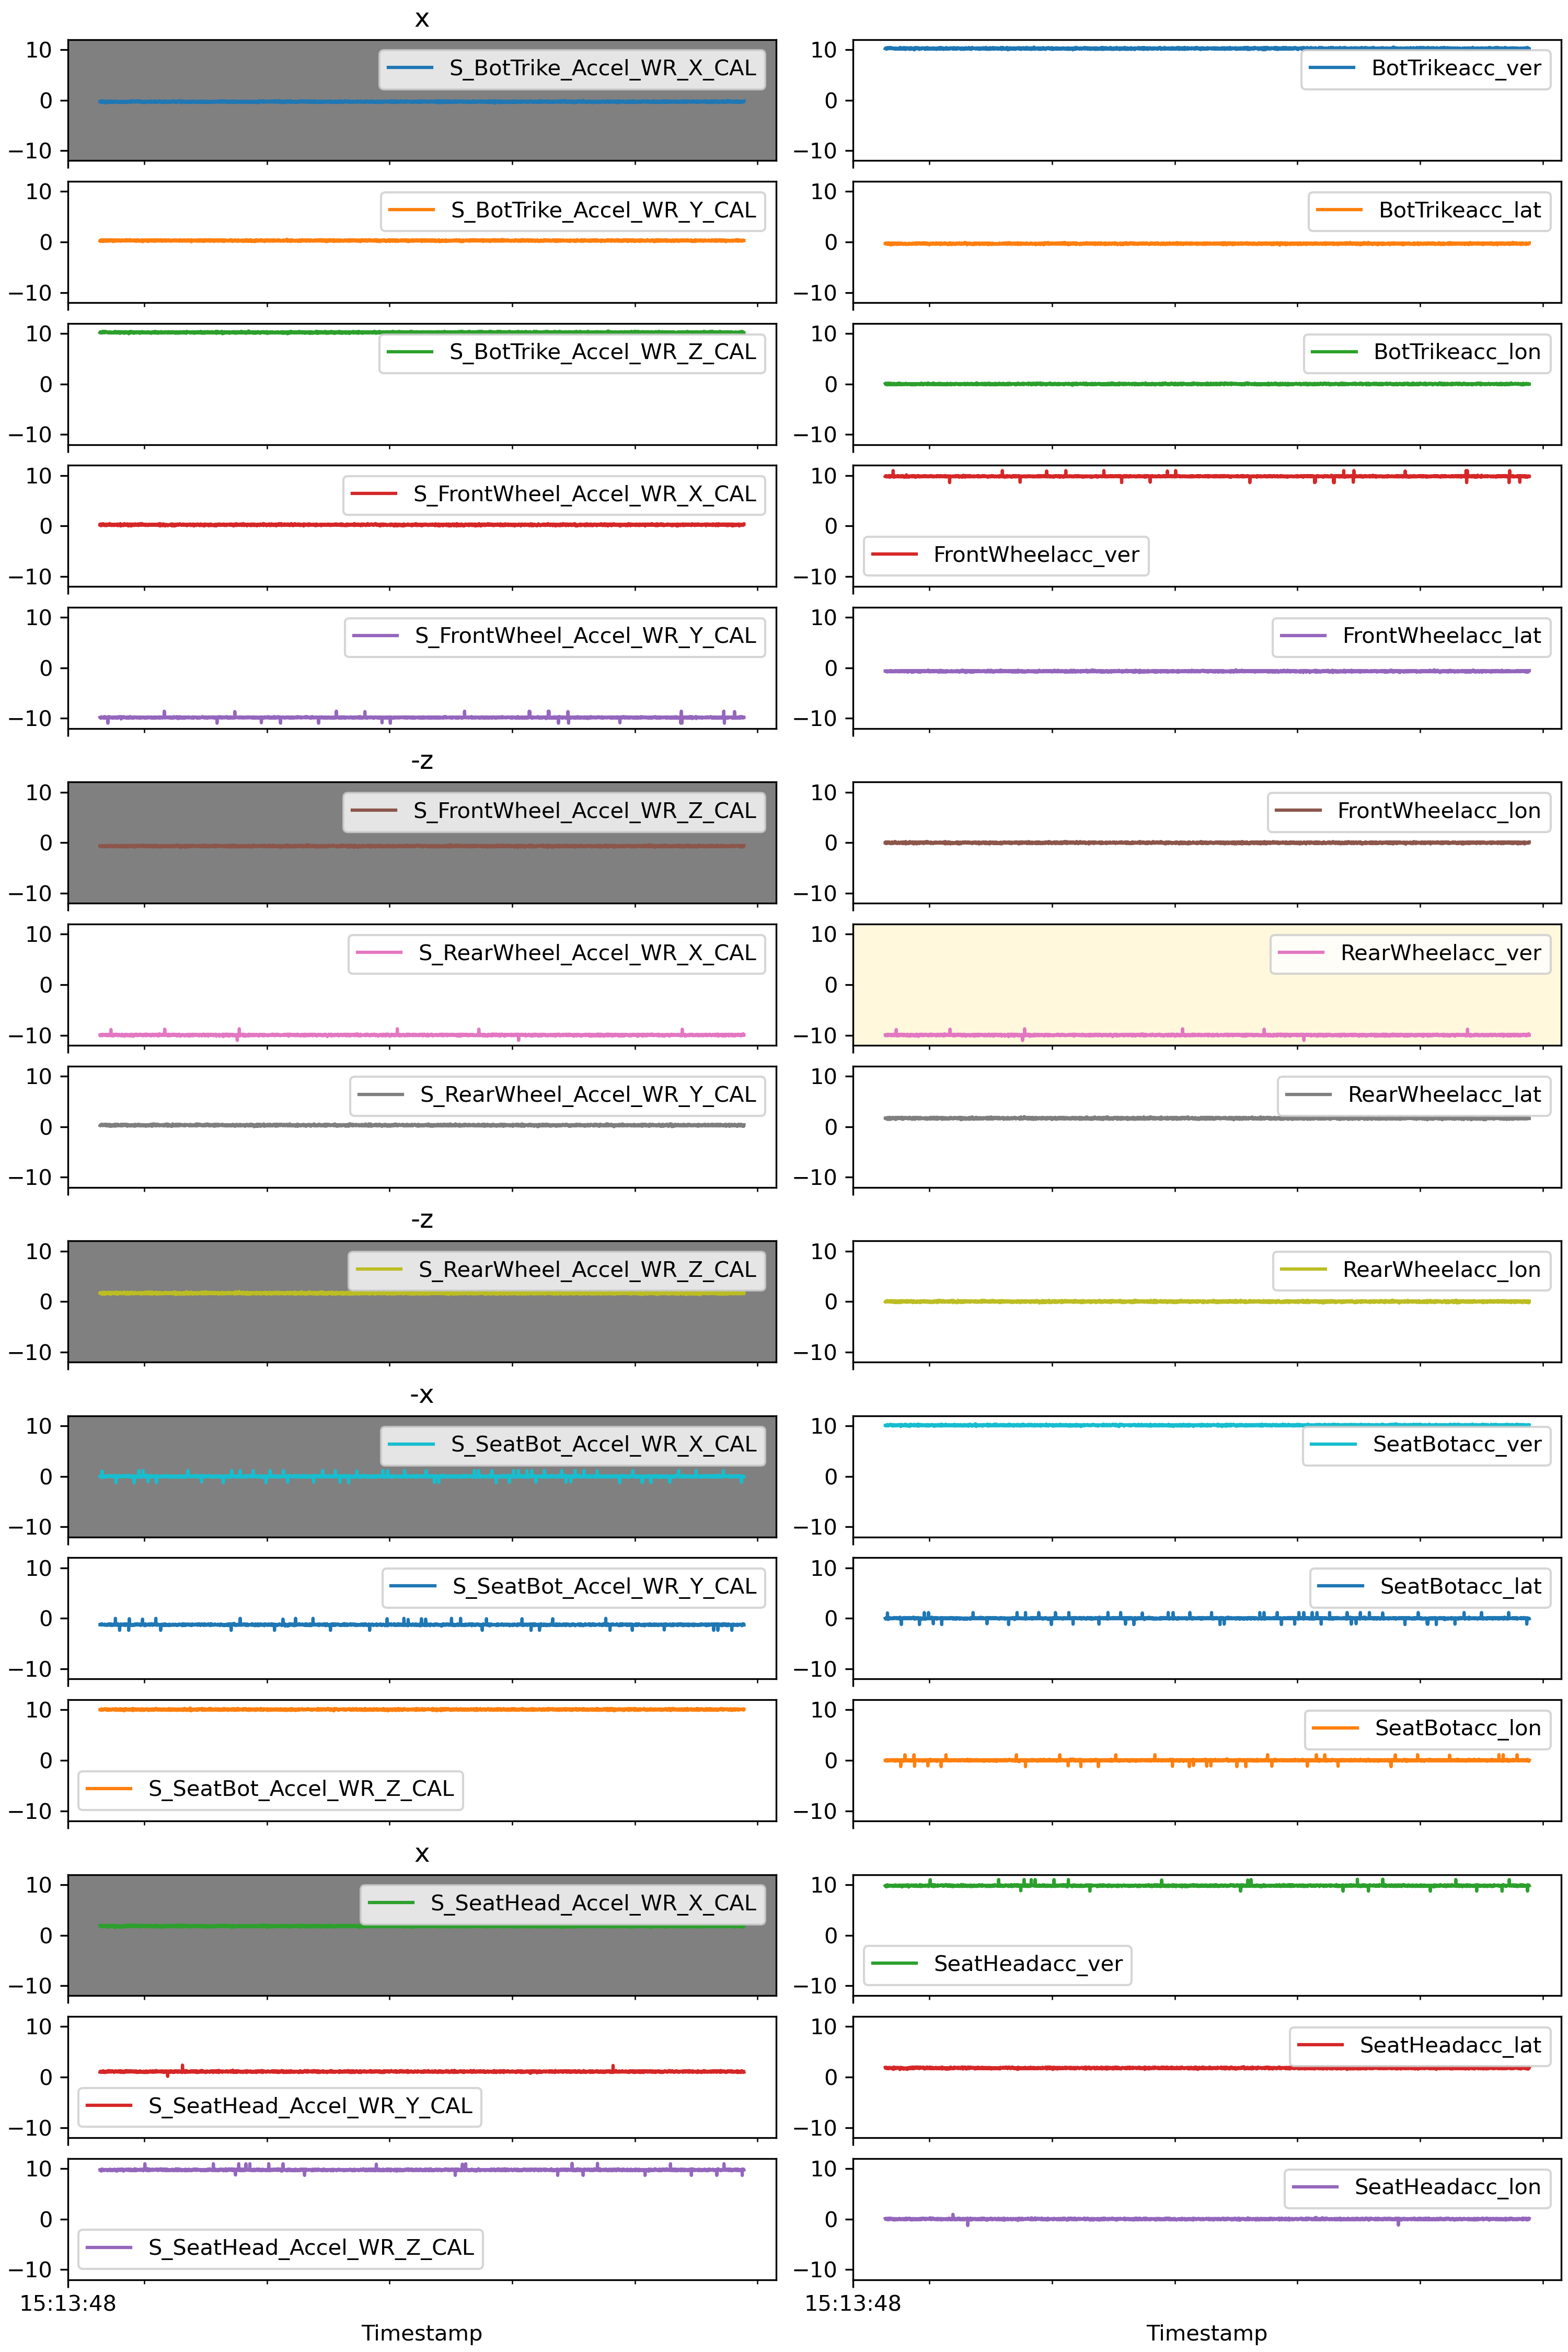 x
10
0
−10
S_BotTrike_Accel_WR_X_CAL
10
0
−10
BotTrikeacc_ver
10
0
−10
S_BotTrike_Accel_WR_Y_CAL
10
0
−10
BotTrikeacc_lat
10
0
−10
S_BotTrike_Accel_WR_Z_CAL
10
0
−10
BotTrikeacc_lon
10
0
−10
S_FrontWheel_Accel_WR_X_CAL
10
0
−10
FrontWheelacc_ver
10
0
−10
S_FrontWheel_Accel_WR_Y_CAL
10
0
−10
FrontWheelacc_lat
-z
10
0
−10
S_FrontWheel_Accel_WR_Z_CAL
10
0
−10
FrontWheelacc_lon
10
0
−10
S_RearWheel_Accel_WR_X_CAL
10
0
−10
RearWheelacc_ver
10
0
−10
S_RearWheel_Accel_WR_Y_CAL
10
0
−10
RearWheelacc_lat
-z
10
0
−10
S_RearWheel_Accel_WR_Z_CAL
10
0
−10
RearWheelacc_lon
-x
10
0
−10
S_SeatBot_Accel_WR_X_CAL
10
0
−10
SeatBotacc_ver
10
0
−10
S_SeatBot_Accel_WR_Y_CAL
10
0
−10
SeatBotacc_lat
10
0
−10
S_SeatBot_Accel_WR_Z_CAL
10
0
−10
SeatBotacc_lon
x
10
0
−10
S_SeatHead_Accel_WR_X_CAL
10
0
−10
SeatHeadacc_ver
10
0
−10
S_SeatHead_Accel_WR_Y_CAL
10
0
−10
SeatHeadacc_lat
10
0
−10
S_SeatHead_Accel_WR_Z_CAL
10
0
−10
SeatHeadacc_lon
15:13:48
Timestamp
15:13:48
Timestamp